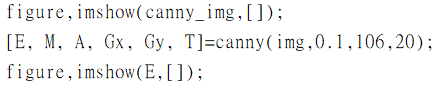 figure,imshow(canny_img,[]);
[E, M, A, Gx, Gy, T]=canny(img,0.1,106,20);
figure,imshow(E,[]);